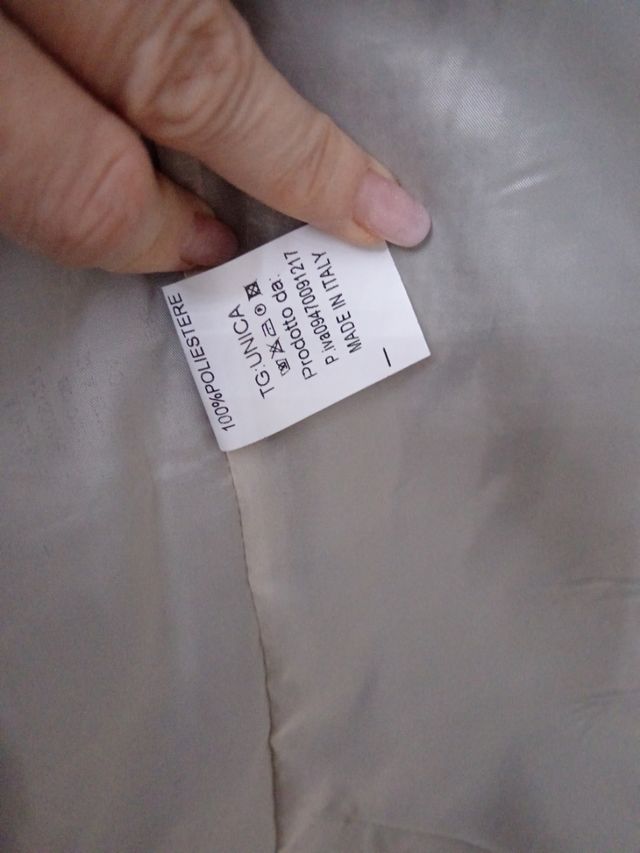 100%POLIESTERE
TG:UNICA
Prodotto da:
P.iva09470091217
MADE IN ITALY